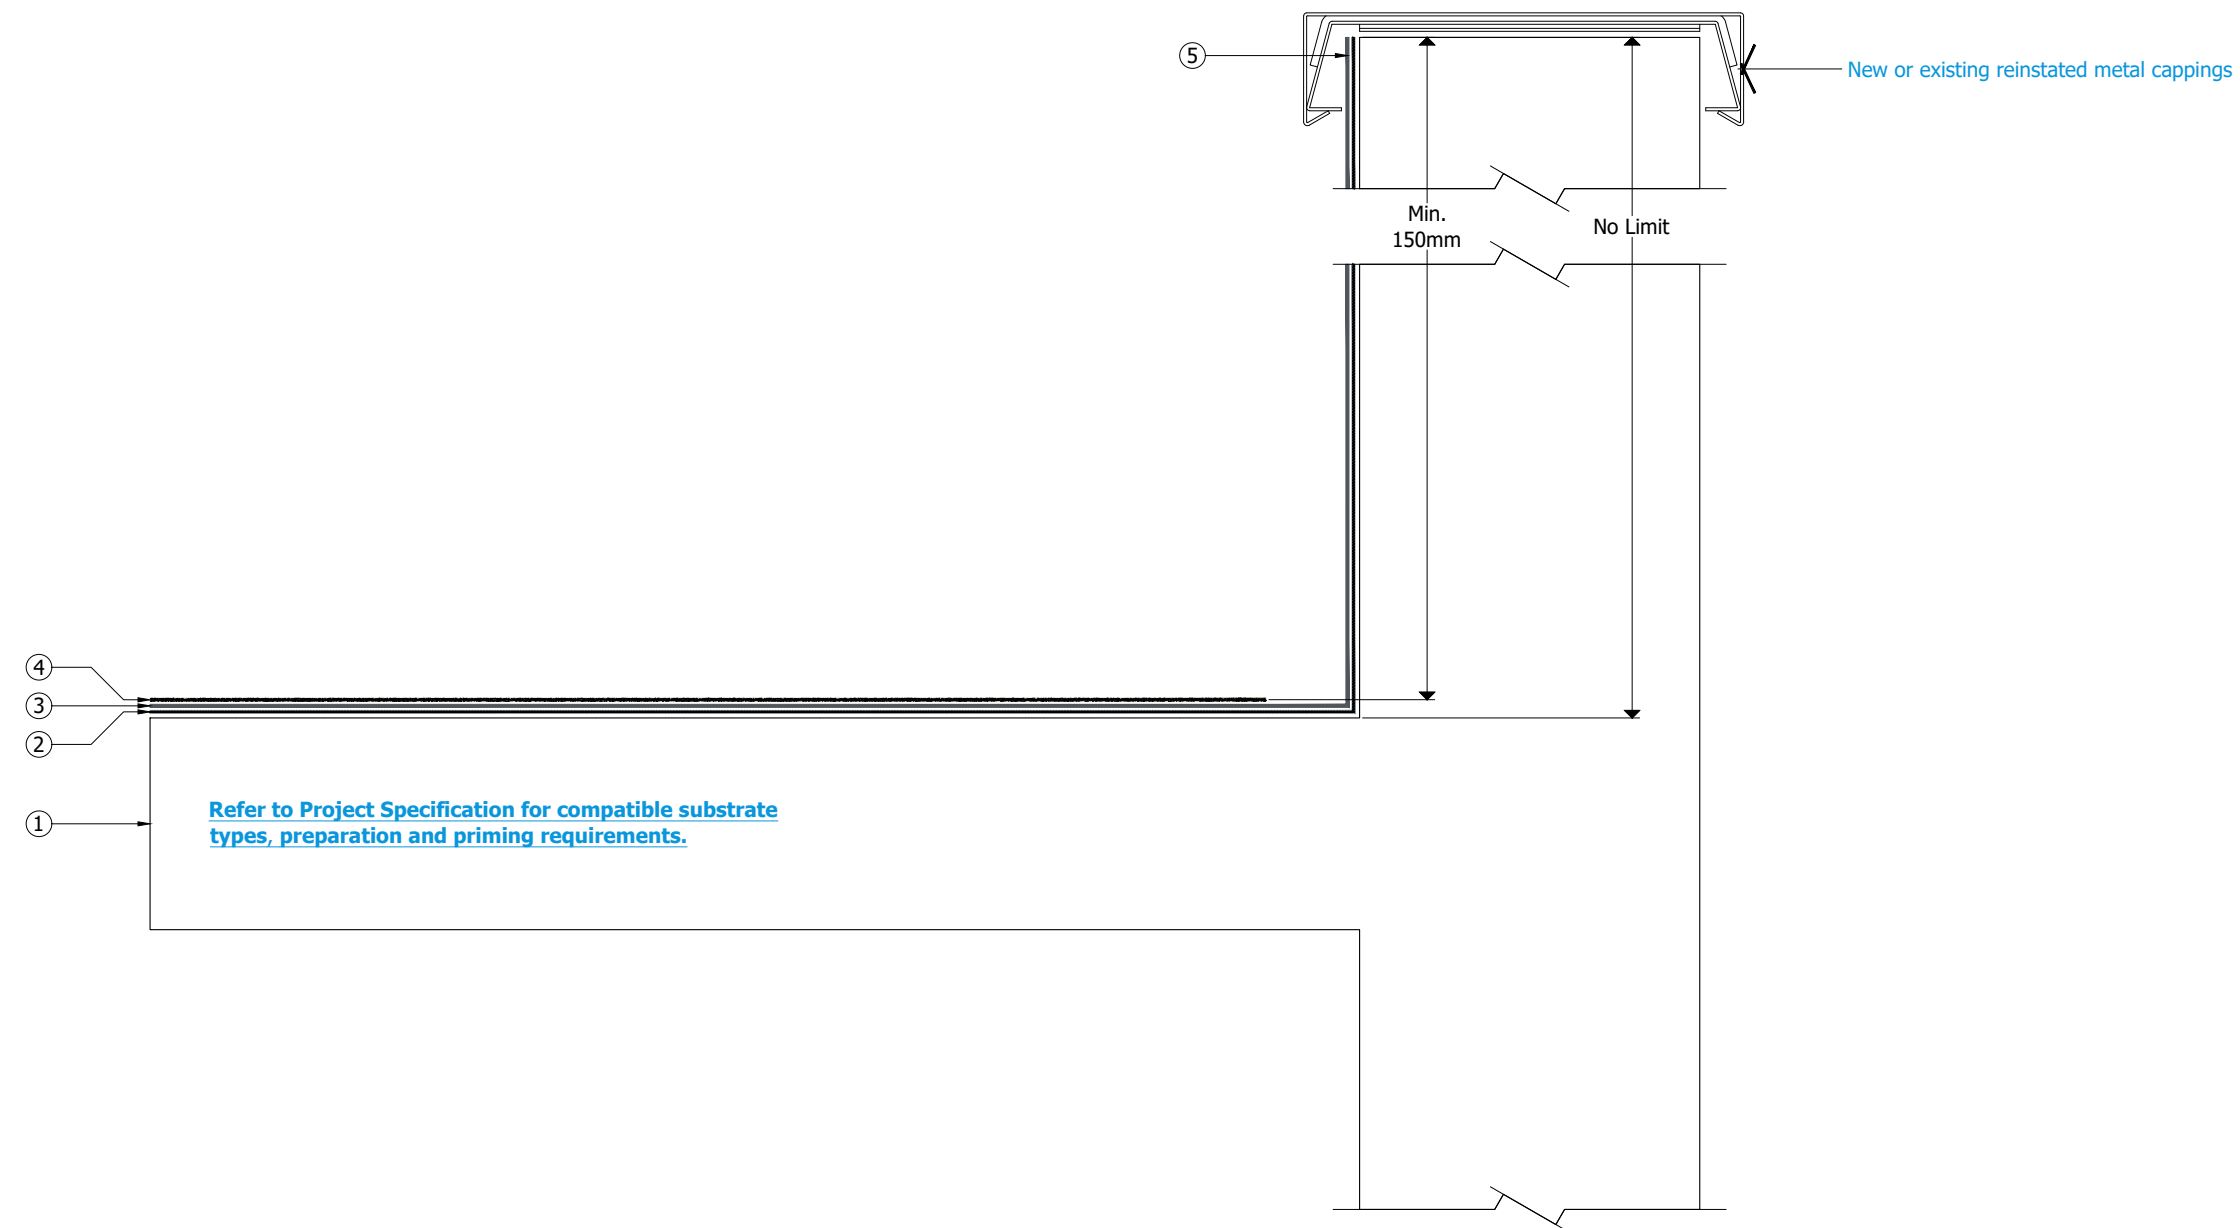 5
New or existing reinstated metal cappings
Min.
150mm
No Limit
4
3
2
1
Refer to Project Specification for compatible substrate
types, preparation and priming requirements.